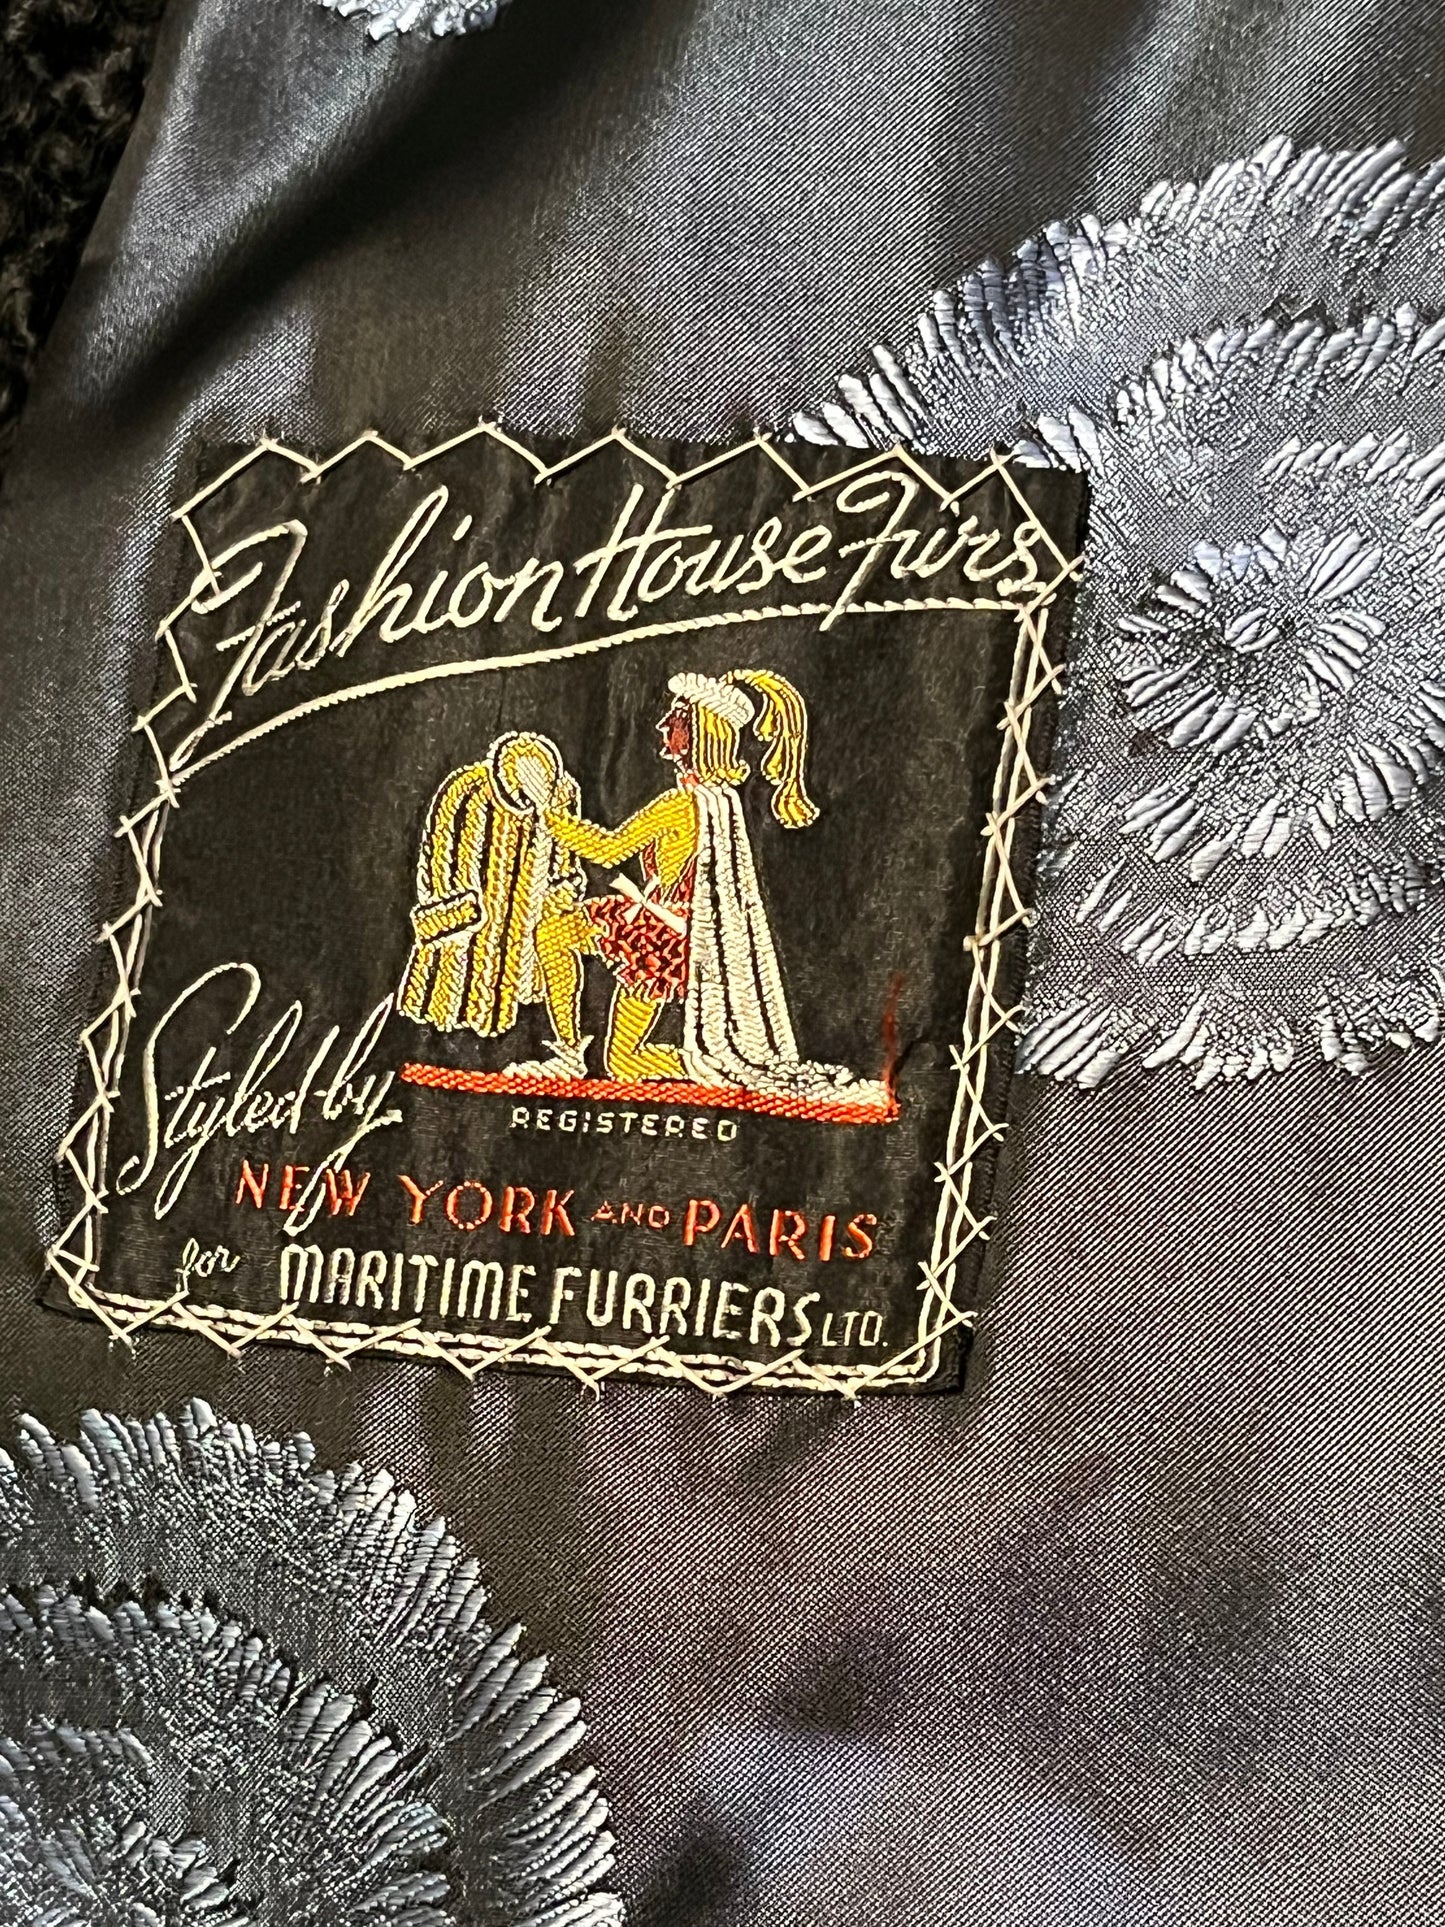 Fashion House Furs
REGISTERED
Styled by
NEW YORK AND PARIS
for MARITIME FURRIERS LTD.